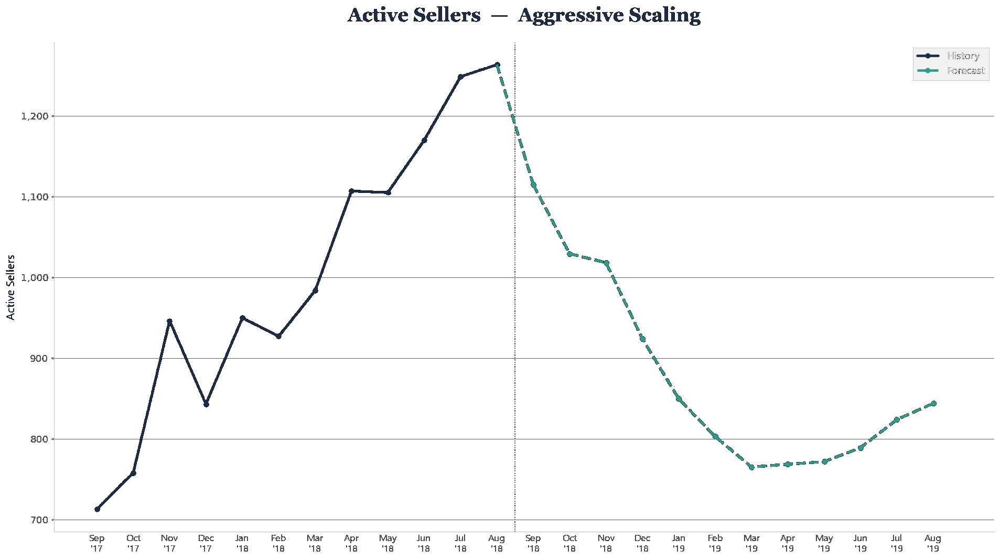 Active Sellers — Aggressive Scaling
History
Forecast
Active Sellers
1,200
1,100
1,000
900
800
700
Sep '17
Oct '17
Nov '17
Dec '17
Jan '18
Feb '18
Mar '18
Apr '18
May '18
Jun '18
Jul '18
Aug '18
Sep '18
Oct '18
Nov '18
Dec '18
Jan '19
Feb '19
Mar '19
Apr '19
May '19
Jun '19
Jul '19
Aug '19